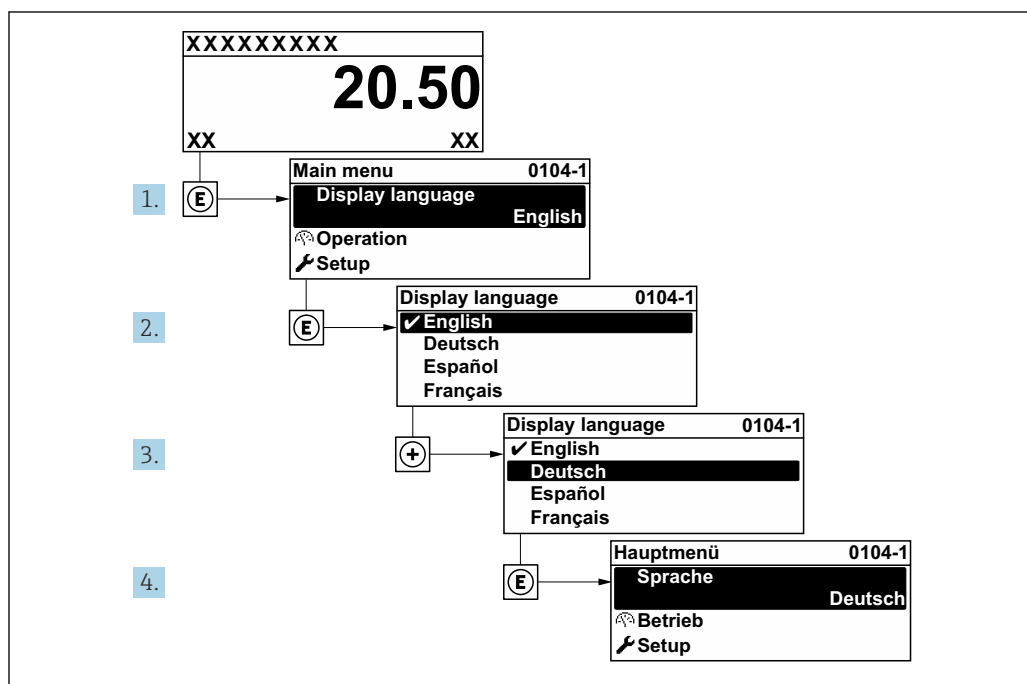 XXXXXXXXX
20.50
XX XX
1. E
Main menu 0104-1
Display language
English
Operation
Setup
2. E
Display language 0104-1
✔English
Deutsch
Español
Français
3. +
Display language 0104-1
✔English
Deutsch
Español
Français
4. E
Hauptmenü 0104-1
Sprache
Deutsch
Betrieb
Setup